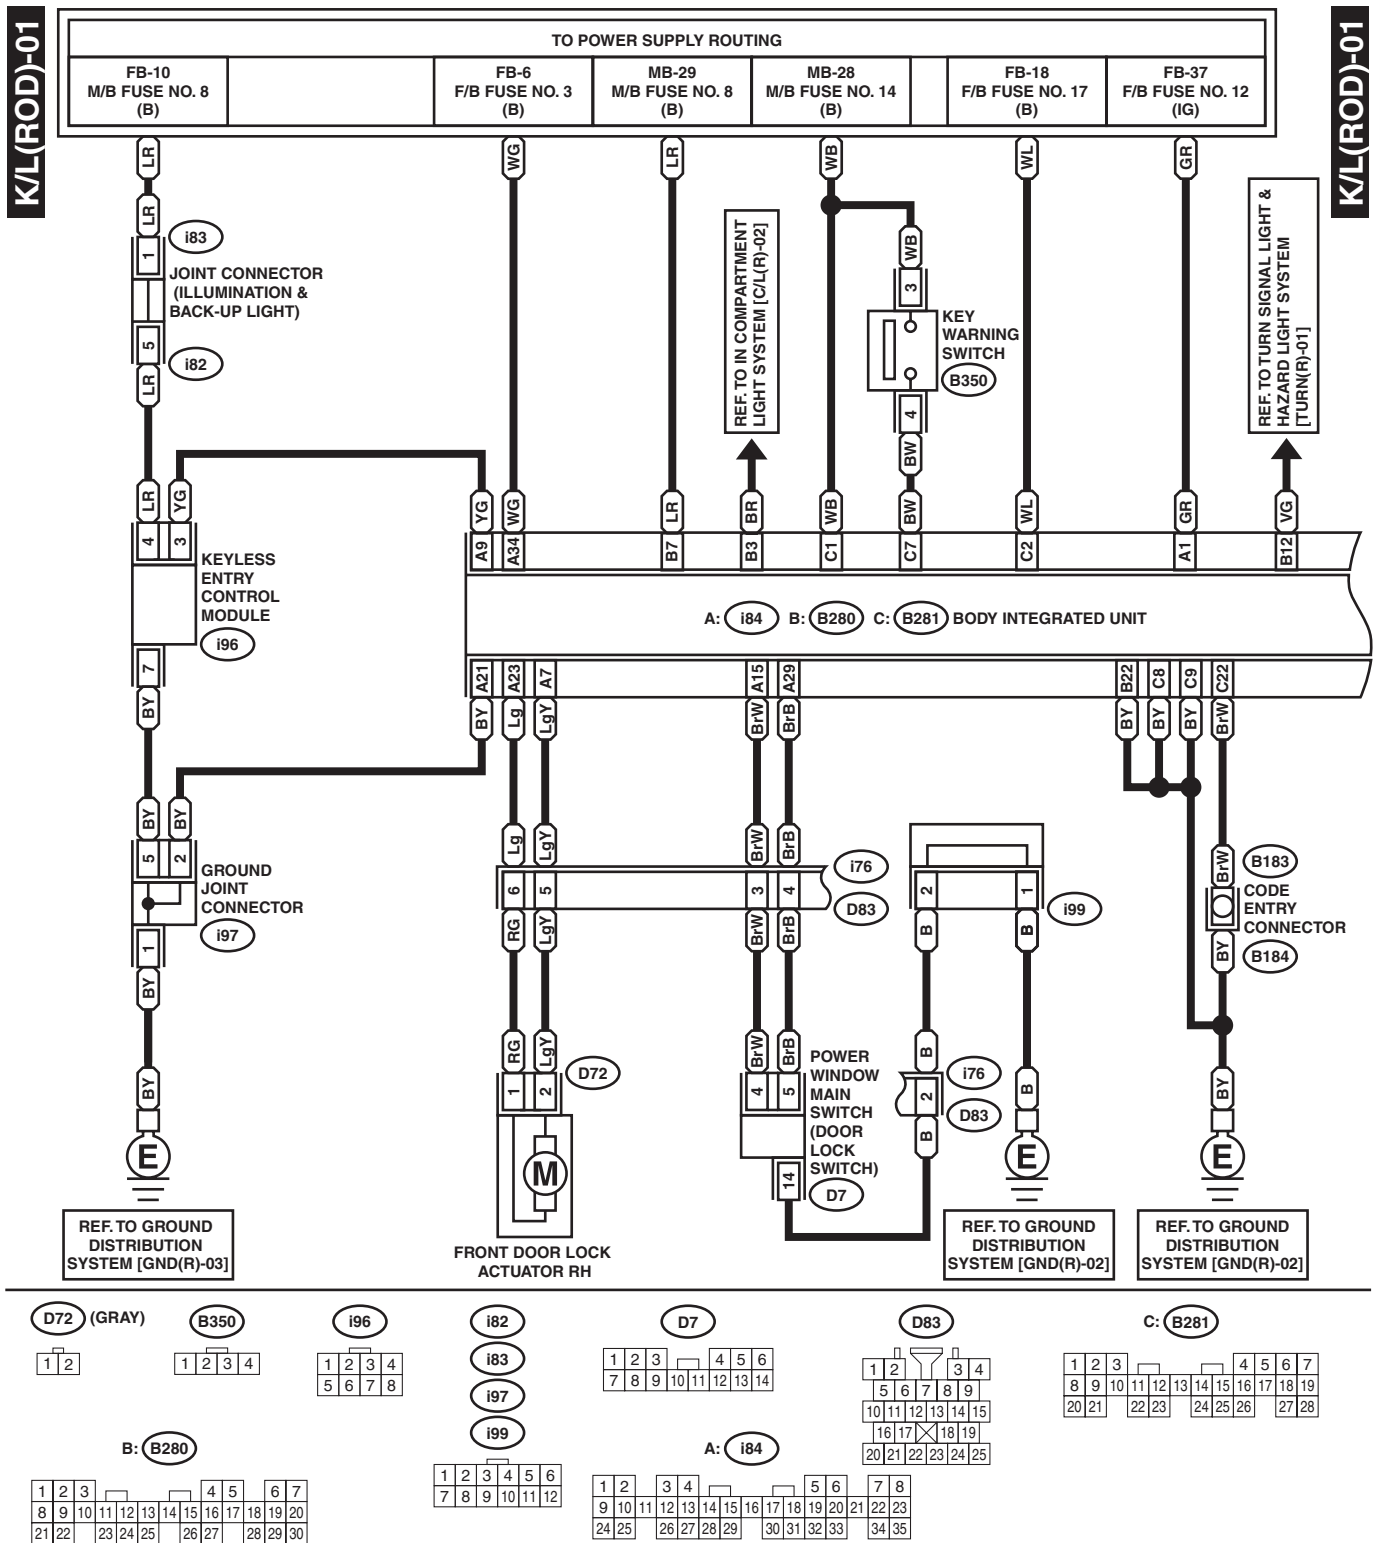 K/L(ROD)-01
K/L(ROD)-01
TO POWER SUPPLY ROUTING
FB-10
M/B FUSE NO. 8
(B)
FB-6
F/B FUSE NO. 3
(B)
MB-29
M/B FUSE NO. 8
(B)
MB-28
M/B FUSE NO. 14
(B)
FB-18
F/B FUSE NO. 17
(B)
FB-37
F/B FUSE NO. 12
(IG)
LR
WG
LR
WB
WL
GR
LR
1
i83
JOINT CONNECTOR
(ILLUMINATION &
BACK-UP LIGHT)
5
i82
LR
REF. TO IN COMPARTMENT
LIGHT SYSTEM [C/L(R)-02]
WB
3
KEY
WARNING
SWITCH
B350
4
BW
REF. TO TURN SIGNAL LIGHT &
HAZARD LIGHT SYSTEM
[TURN(R)-01]
LR
YG
YG
WG
LR
BR
WB
BW
WL
GR
VG
4
3
A9
A34
B7
B3
C1
C7
C2
A1
B12
KEYLESS
ENTRY
CONTROL
MODULE
i96
7
BY
A: i84 B: B280 C: B281 BODY INTEGRATED UNIT
A21
A23
A7
A15
A29
B22
C8
C9
C22
BY
Lg
LgY
BrW
BrB
BY
BY
BY
BrW
BY
BY
5
2
GROUND
JOINT
CONNECTOR
i97
1
BY
BY
E
REF. TO GROUND
DISTRIBUTION
SYSTEM [GND(R)-03]
Lg
LgY
BrW
BrB
6
5
3
4
i76
D83
RG
LgY
BrW
BrB
2
1
i99
B
B
BrW
B183
CODE
ENTRY
CONNECTOR
B184
BY
RG
LgY
1
2
D72
M
FRONT DOOR LOCK
ACTUATOR RH
BrW
BrB
4
5
POWER
WINDOW
MAIN
SWITCH
(DOOR
LOCK
SWITCH)
14
D7
B
2
i76
D83
B
B
E
REF. TO GROUND
DISTRIBUTION
SYSTEM [GND(R)-02]
BY
E
REF. TO GROUND
DISTRIBUTION
SYSTEM [GND(R)-02]
D72 (GRAY)
1 2
B350
1 2 3 4
i96
1 2 3 4
5 6 7 8
i82
i83
i97
i99
1 2 3 4 5 6
7 8 9 10 11 12
D7
1 2 3 4 5 6
7 8 9 10 11 12 13 14
D83
1 2 3 4
5 6 7 8 9
10 11 12 13 14 15
16 17 18 19
20 21 22 23 24 25
C: B281
1 2 3 4 5 6 7
8 9 10 11 12 13 14 15 16 17 18 19
20 21 22 23 24 25 26 27 28
B: B280
1 2 3 4 5 6 7
8 9 10 11 12 13 14 15 16 17 18 19 20
21 22 23 24 25 26 27 28 29 30
A: i84
1 2 3 4 5 6 7 8
9 10 11 12 13 14 15 16 17 18 19 20 21 22 23
24 25 26 27 28 29 30 31 32 33 34 35